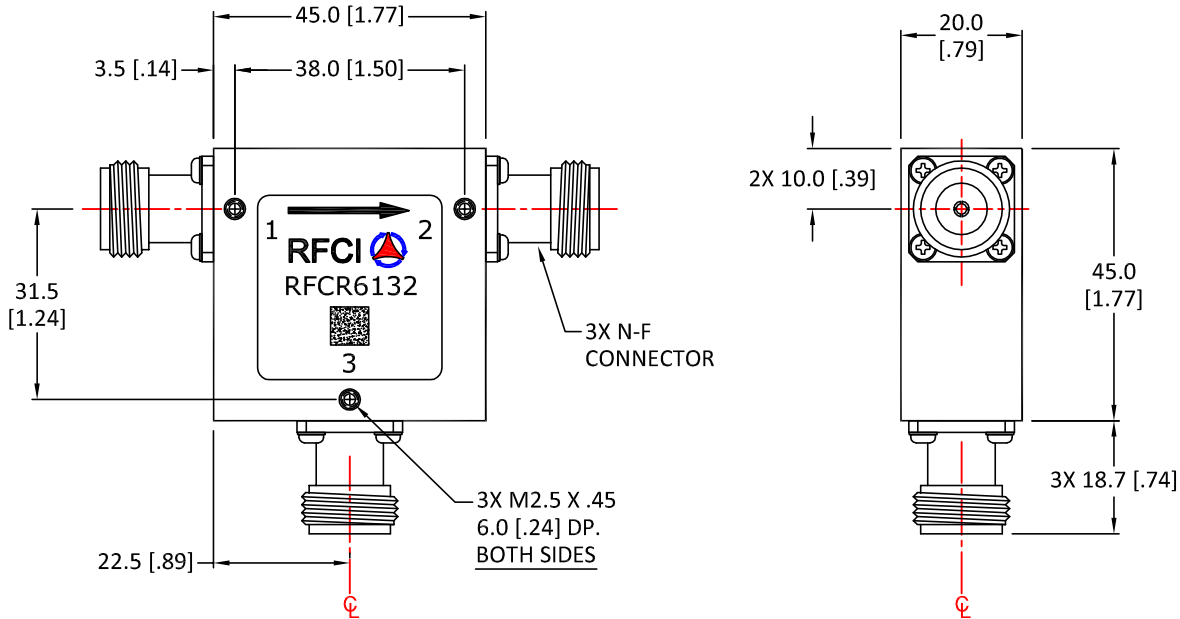 45.0 [1.77]
3.5 [.14]
38.0 [1.50]
20.0
[.79]
2X 10.0 [.39]
1
2
RFCI
RFCR6132
3
31.5
[1.24]
3X N-F
CONNECTOR
45.0
[1.77]
3X 18.7 [.74]
3X M2.5 X .45
6.0 [.24] DP.
BOTH SIDES
22.5 [.89]
℄
℄